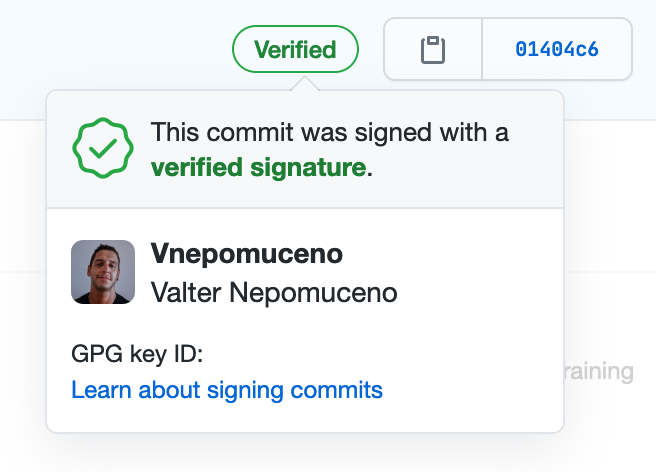 Verified
01404c6
This commit was signed with a
verified signature.
Vnepomuceno
Valter Nepomuceno
GPG key ID:
Learn about signing commits
raining